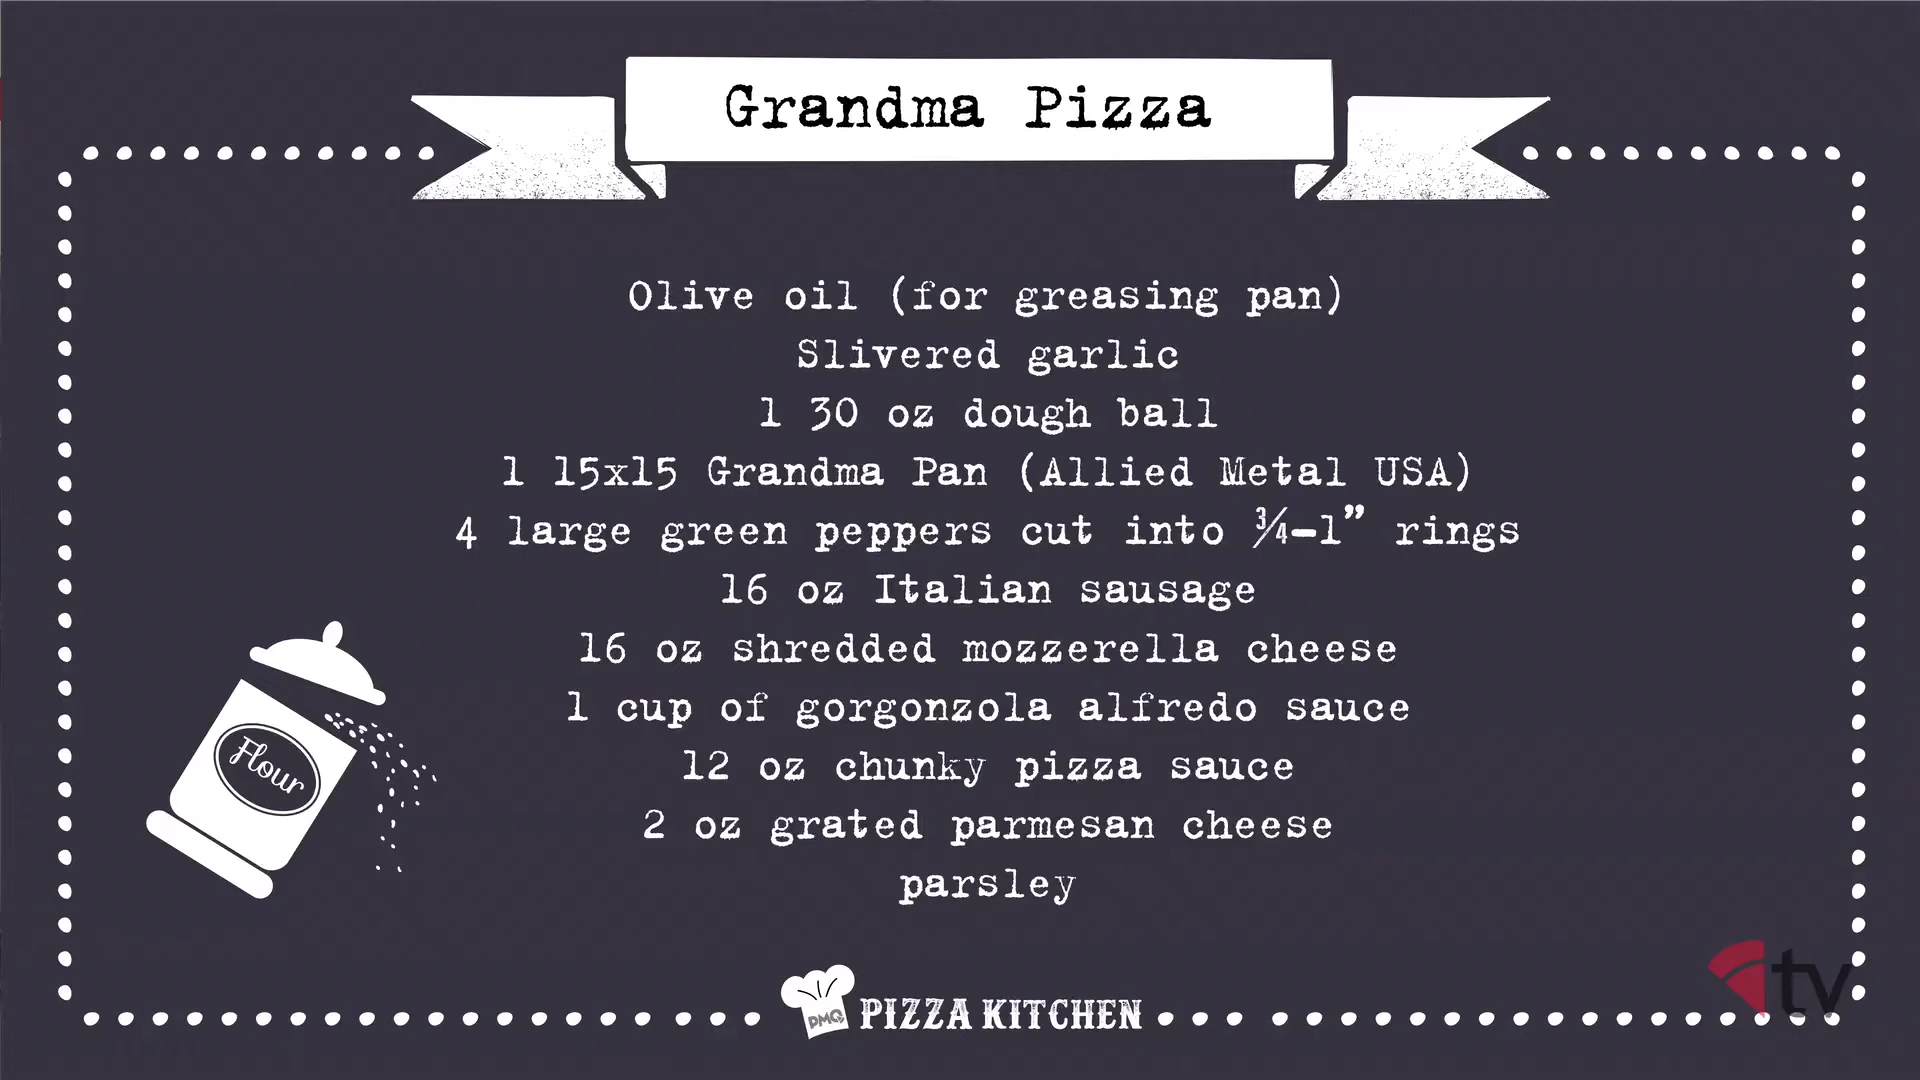 Grandma Pizza
Olive oil (for greasing pan)
Slivered garlic
1 30 oz dough ball
1 15x15 Grandma Pan (Allied Metal USA)
4 large green peppers cut into ¾-1” rings
16 oz Italian sausage
16 oz shredded mozzerella cheese
1 cup of gorgonzola alfredo sauce
12 oz chunky pizza sauce
2 oz grated parmesan cheese
parsley
Flour
DMQ PIZZA KITCHEN
tv